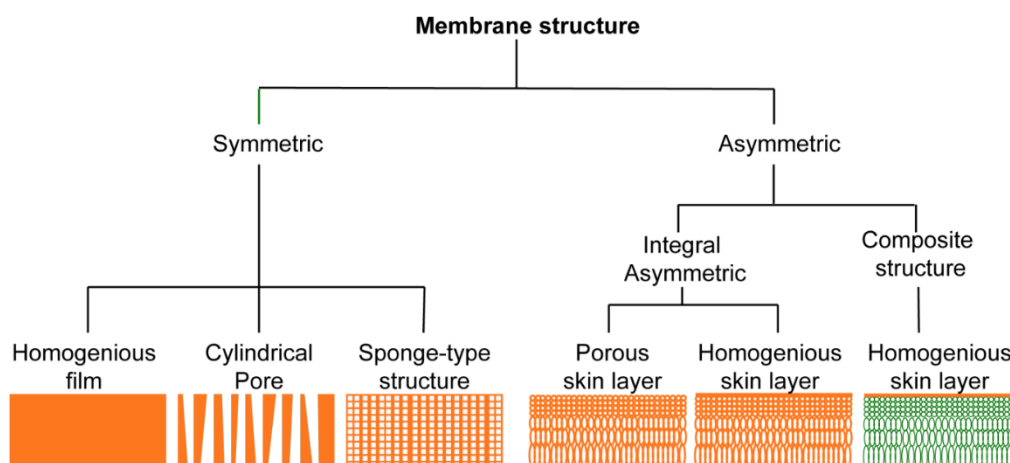 Membrane structure
Symmetric
Asymmetric
Integral
Asymmetric
Composite
structure
Homogenious
film
Cylindrical
Pore
Sponge-type
structure
Porous
skin layer
Homogenious
skin layer
Homogenious
skin layer